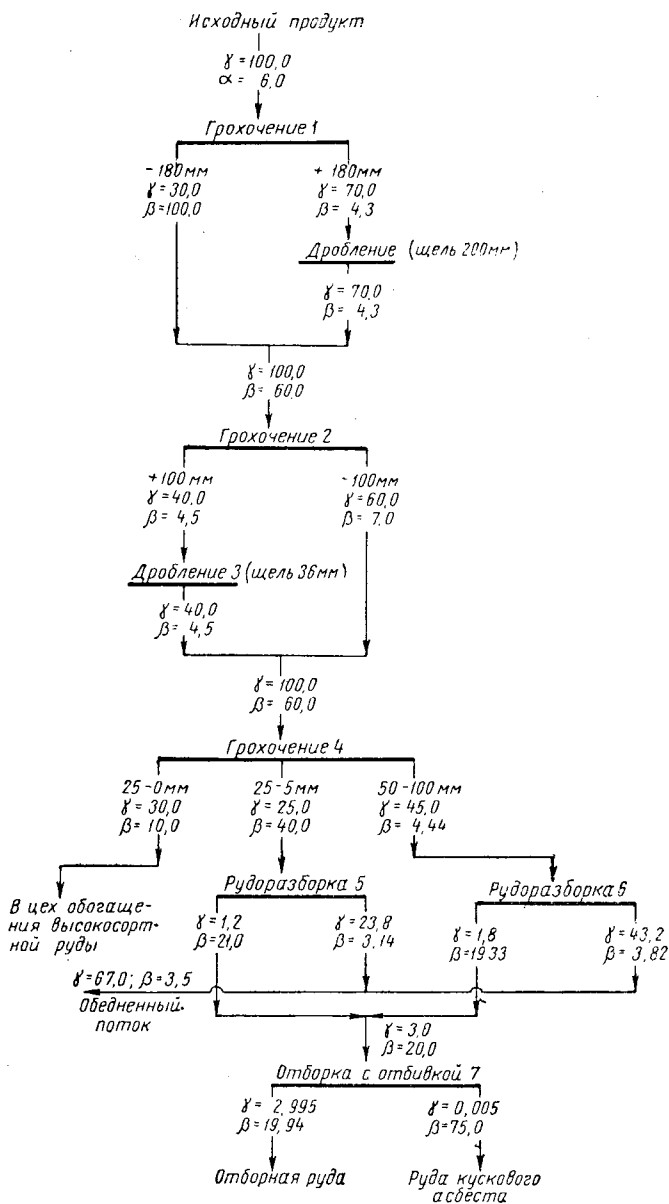 Исходный продукт
γ=100,0
α= 6,0
Грохочение 1
-180мм
γ=30,0
β=100,0
+180мм
γ=70,0
β= 4,3
Дробление (щель 200мм)
γ=70,0
β= 4,3
γ=100,0
β= 60,0
Грохочение 2
+100мм
γ=40,0
β= 4,5
-100мм
γ=60,0
β= 7,0
Дробление 3 (щель 36мм)
γ=40,0
β= 4,5
γ=100,0
β= 60,0
Грохочение 4
25-0мм
γ=30,0
β=10,0
25-5мм
γ=25,0
β=40,0
50-100мм
γ=45,0
β= 4,44
В цех обогаще-
ния высокосорт-
ной руды
Рудоразборка 5
γ=1,2
β=21,0
γ=23,8
β= 3,14
Рудоразборка 6
γ=1,8
β=1933
γ=43,2
β= 3,82
γ=67,0; β=3,5
Обедненный
поток
γ=3,0
β=20,0
Отборка с отбивкой 7
γ= 2,995
β=19,94
γ=0,005
β=75,0
Отборная руда
Руда кускового
асбеста